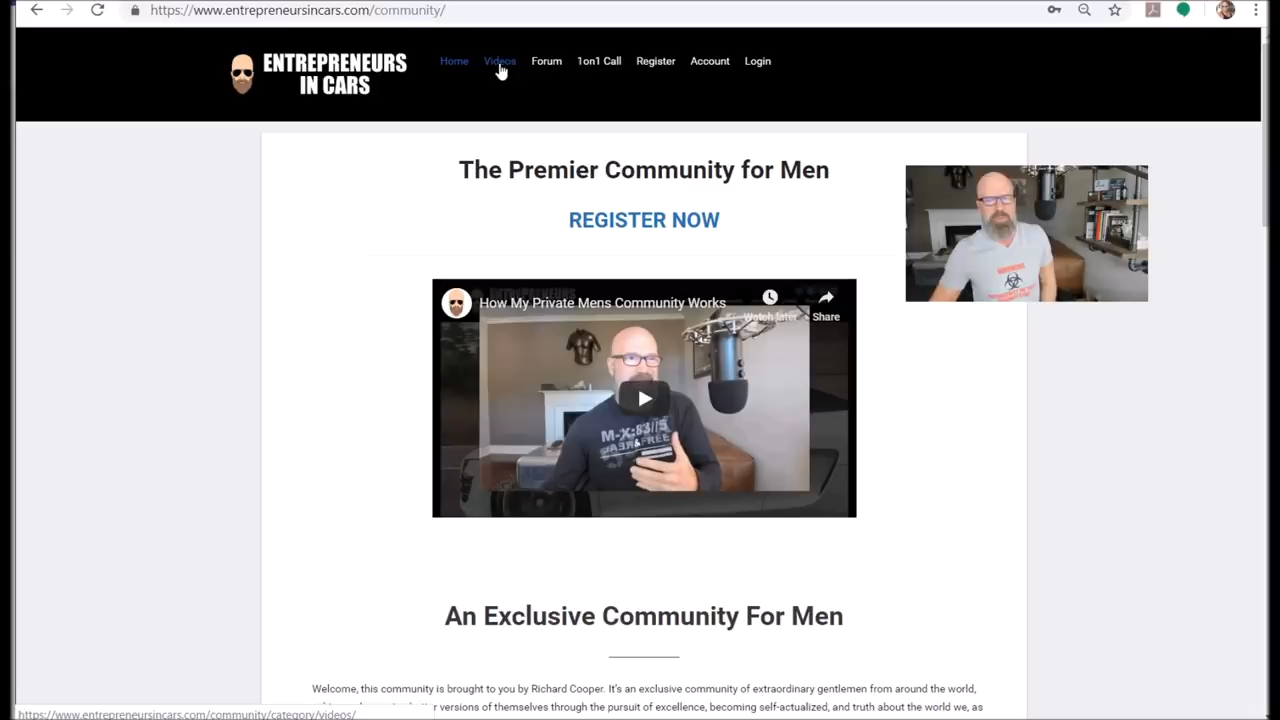 https://www.entrepreneursincars.com/community/
ENTREPRENEURS
IN CARS
Home Videos Forum 1on1 Call Register Account Login
The Premier Community for Men
REGISTER NOW
How My Private Mens Community Works
Watch later Share
M-X:83//5
&
FREE
An Exclusive Community For Men
Welcome, this community is brought to you by Richard Cooper. It's an exclusive community of extraordinary gentlemen from around the world,
versions of themselves through the pursuit of excellence, becoming self-actualized, and truth about the world we, as
https://www.entrepreneursincars.com/community/category/videos/